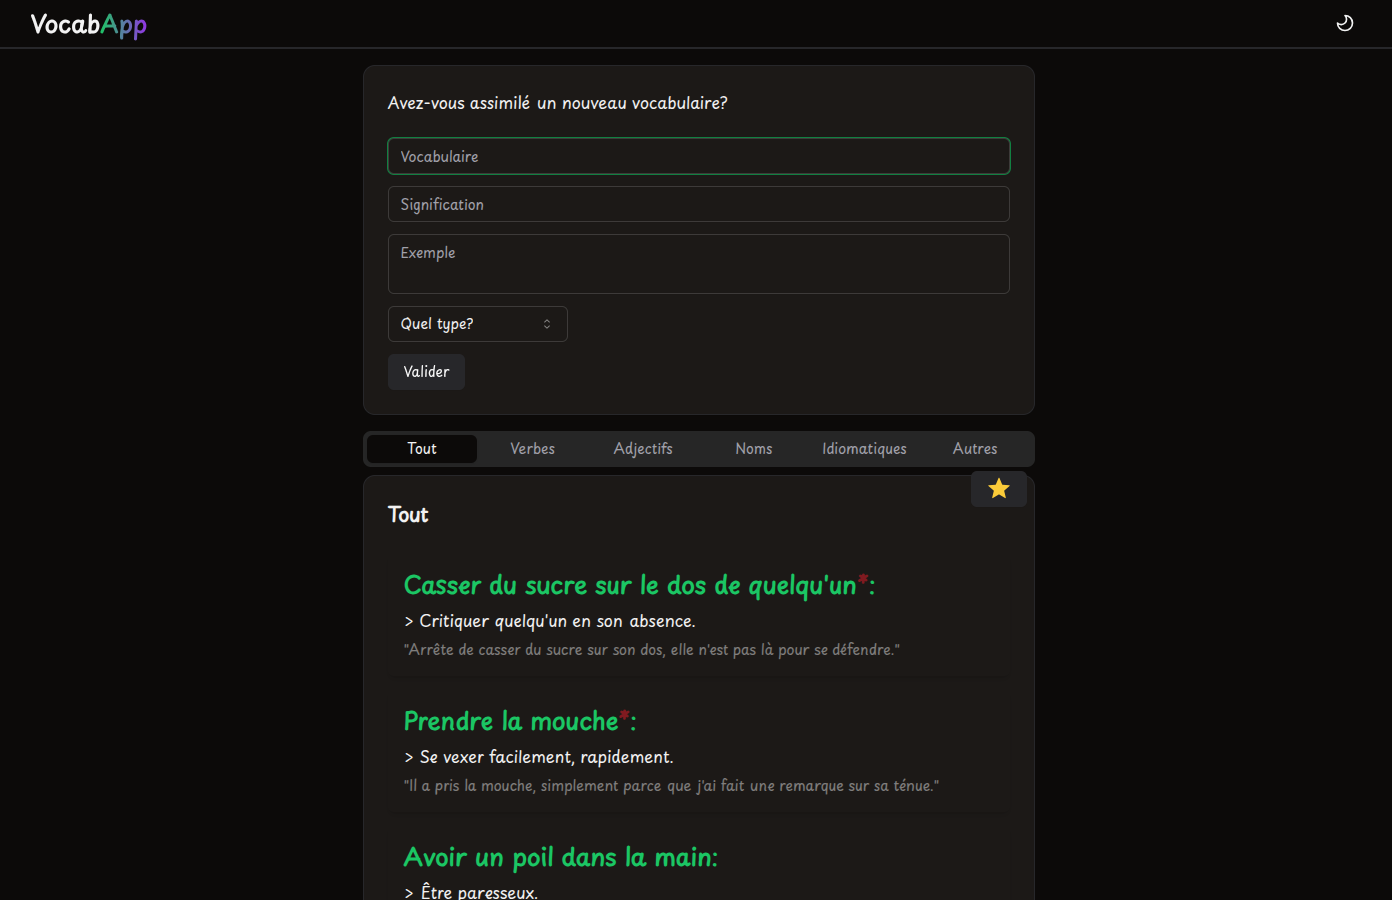 VocabApp
Avez-vous assimilé un nouveau vocabulaire?
Vocabulaire
Signification
Exemple
Quel type?
Valider
Tout Verbes Adjectifs Noms Idiomatiques Autres
Tout
Casser du sucre sur le dos de quelqu'un*:
> Critiquer quelqu'un en son absence.
"Arrête de casser du sucre sur son dos, elle n'est pas là pour se défendre."
Prendre la mouche*:
> Se vexer facilement, rapidement.
"Il a pris la mouche, simplement parce que j'ai fait une remarque sur sa ténue."
Avoir un poil dans la main:
> Être paresseux.